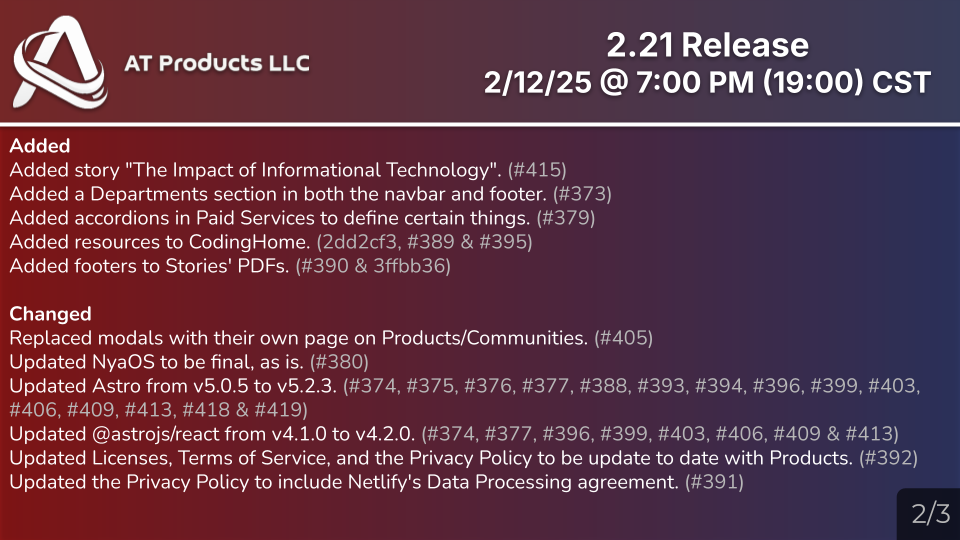 AT Products LLC
2.21 Release
2/12/25 @ 7:00 PM (19:00) CST
Added
Added story "The Impact of Informational Technology". (#415)
Added a Departments section in both the navbar and footer. (#373)
Added accordions in Paid Services to define certain things. (#379)
Added resources to CodingHome. (2dd2cf3, #389 & #395)
Added footers to Stories' PDFs. (#390 & 3ffbb36)
Changed
Replaced modals with their own page on Products/Communities. (#405)
Updated NyaOS to be final, as is. (#380)
Updated Astro from v5.0.5 to v5.2.3. (#374, #375, #376, #377, #388, #393, #394, #396, #399, #403,
#406, #409, #413, #418 & #419)
Updated @astrojs/react from v4.1.0 to v4.2.0. (#374, #377, #396, #399, #403, #406, #409 & #413)
Updated Licenses, Terms of Service, and the Privacy Policy to be update to date with Products. (#392)
Updated the Privacy Policy to include Netlify's Data Processing agreement. (#391)
2/3